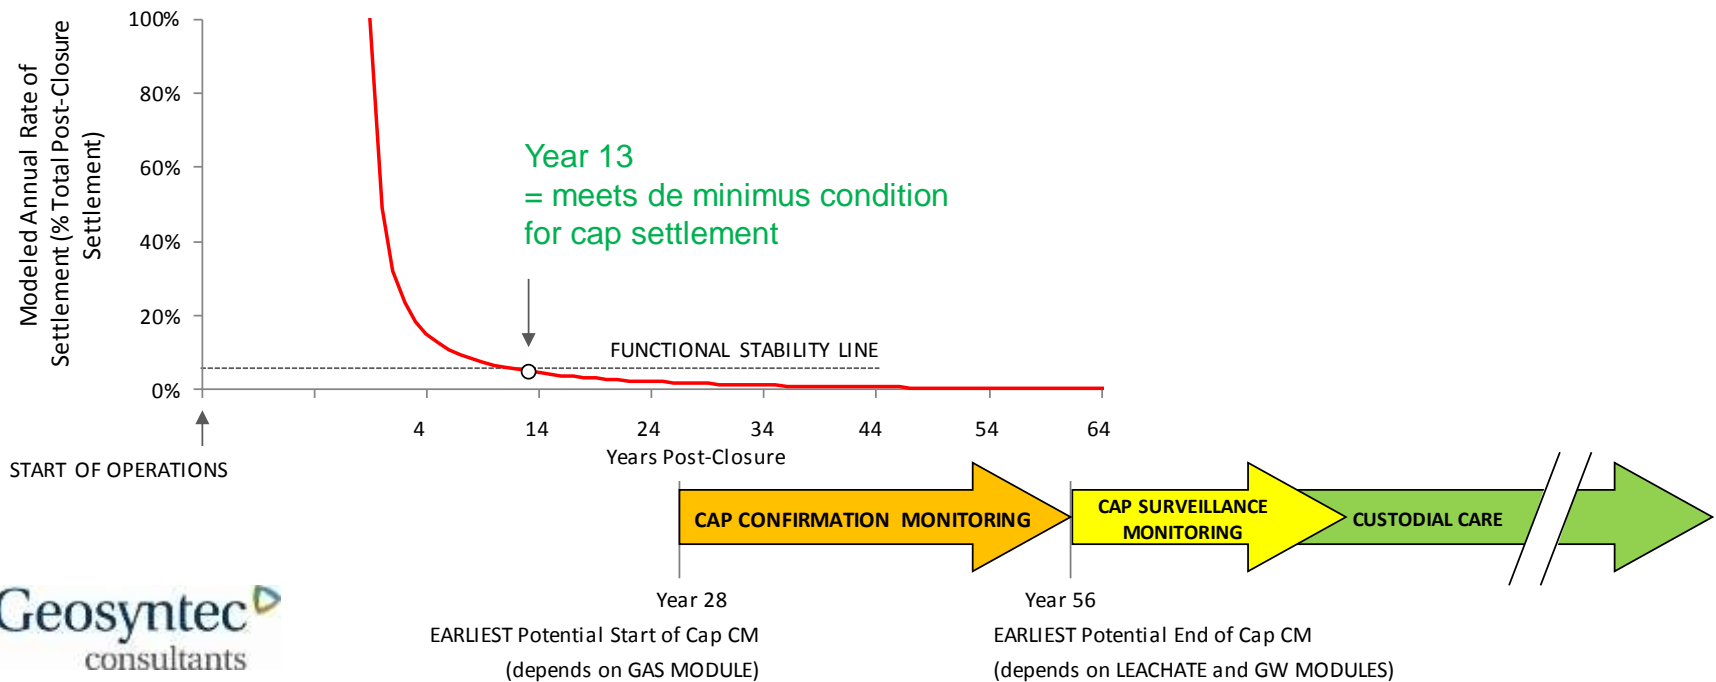 Modeled Annual Rate of
Settlement (% Total Post-Closure
Settlement)
100%
80%
60%
40%
20%
0%
Year 13
= meets de minimus condition
for cap settlement
FUNCTIONAL STABILITY LINE
4
14
24
34
44
54
64
Years Post-Closure
START OF OPERATIONS
CAP CONFIRMATION MONITORING
CAP SURVEILLANCE
MONITORING
CUSTODIAL CARE
Year 28
EARLIEST Potential Start of Cap CM
(depends on GAS MODULE)
Year 56
EARLIEST Potential End of Cap CM
(depends on LEACHATE and GW MODULES)
Geosyntec
consultants